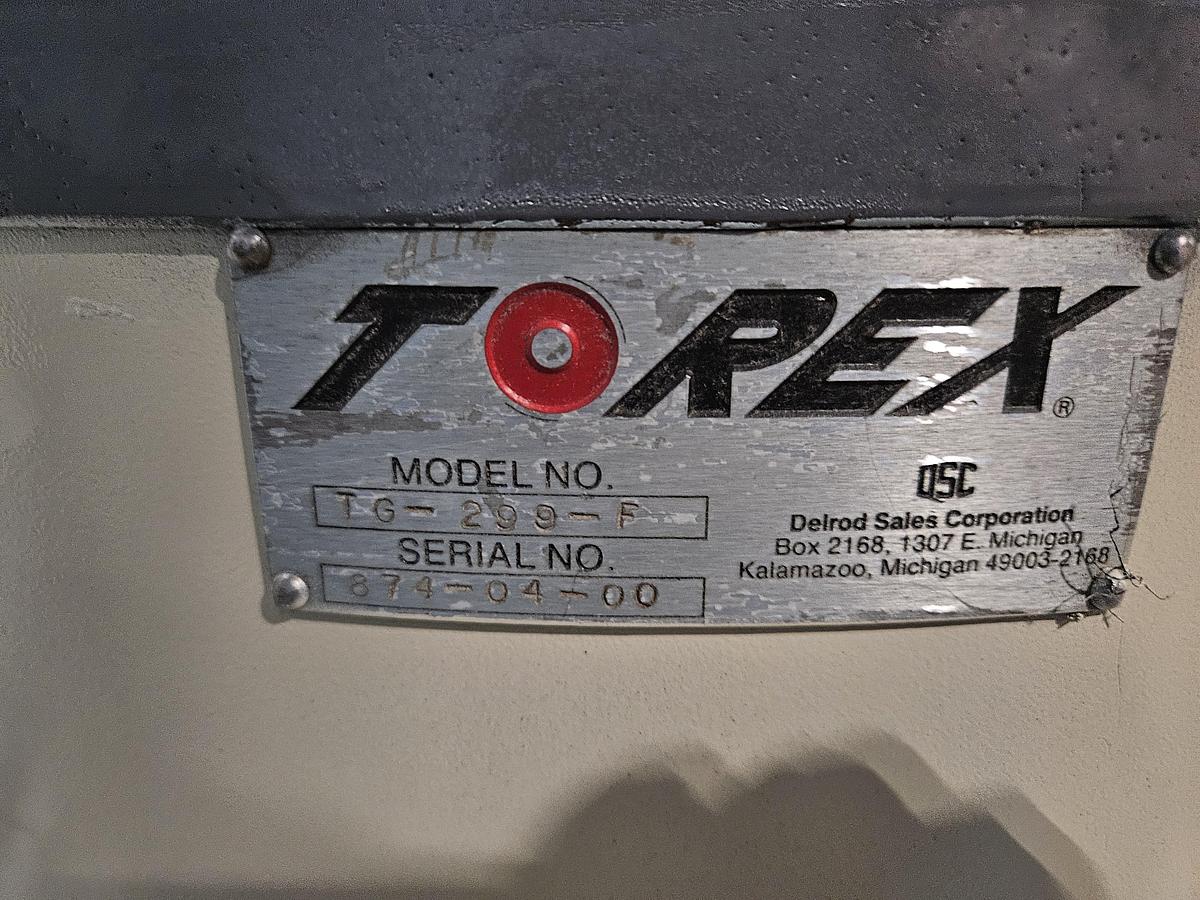 TOREX®
MODEL NO.
TG-299-F
SERIAL NO.
874-04-00
DSC
Delrod Sales Corporation
Box 2168, 1307 E. Michigan
Kalamazoo, Michigan 49003-2168